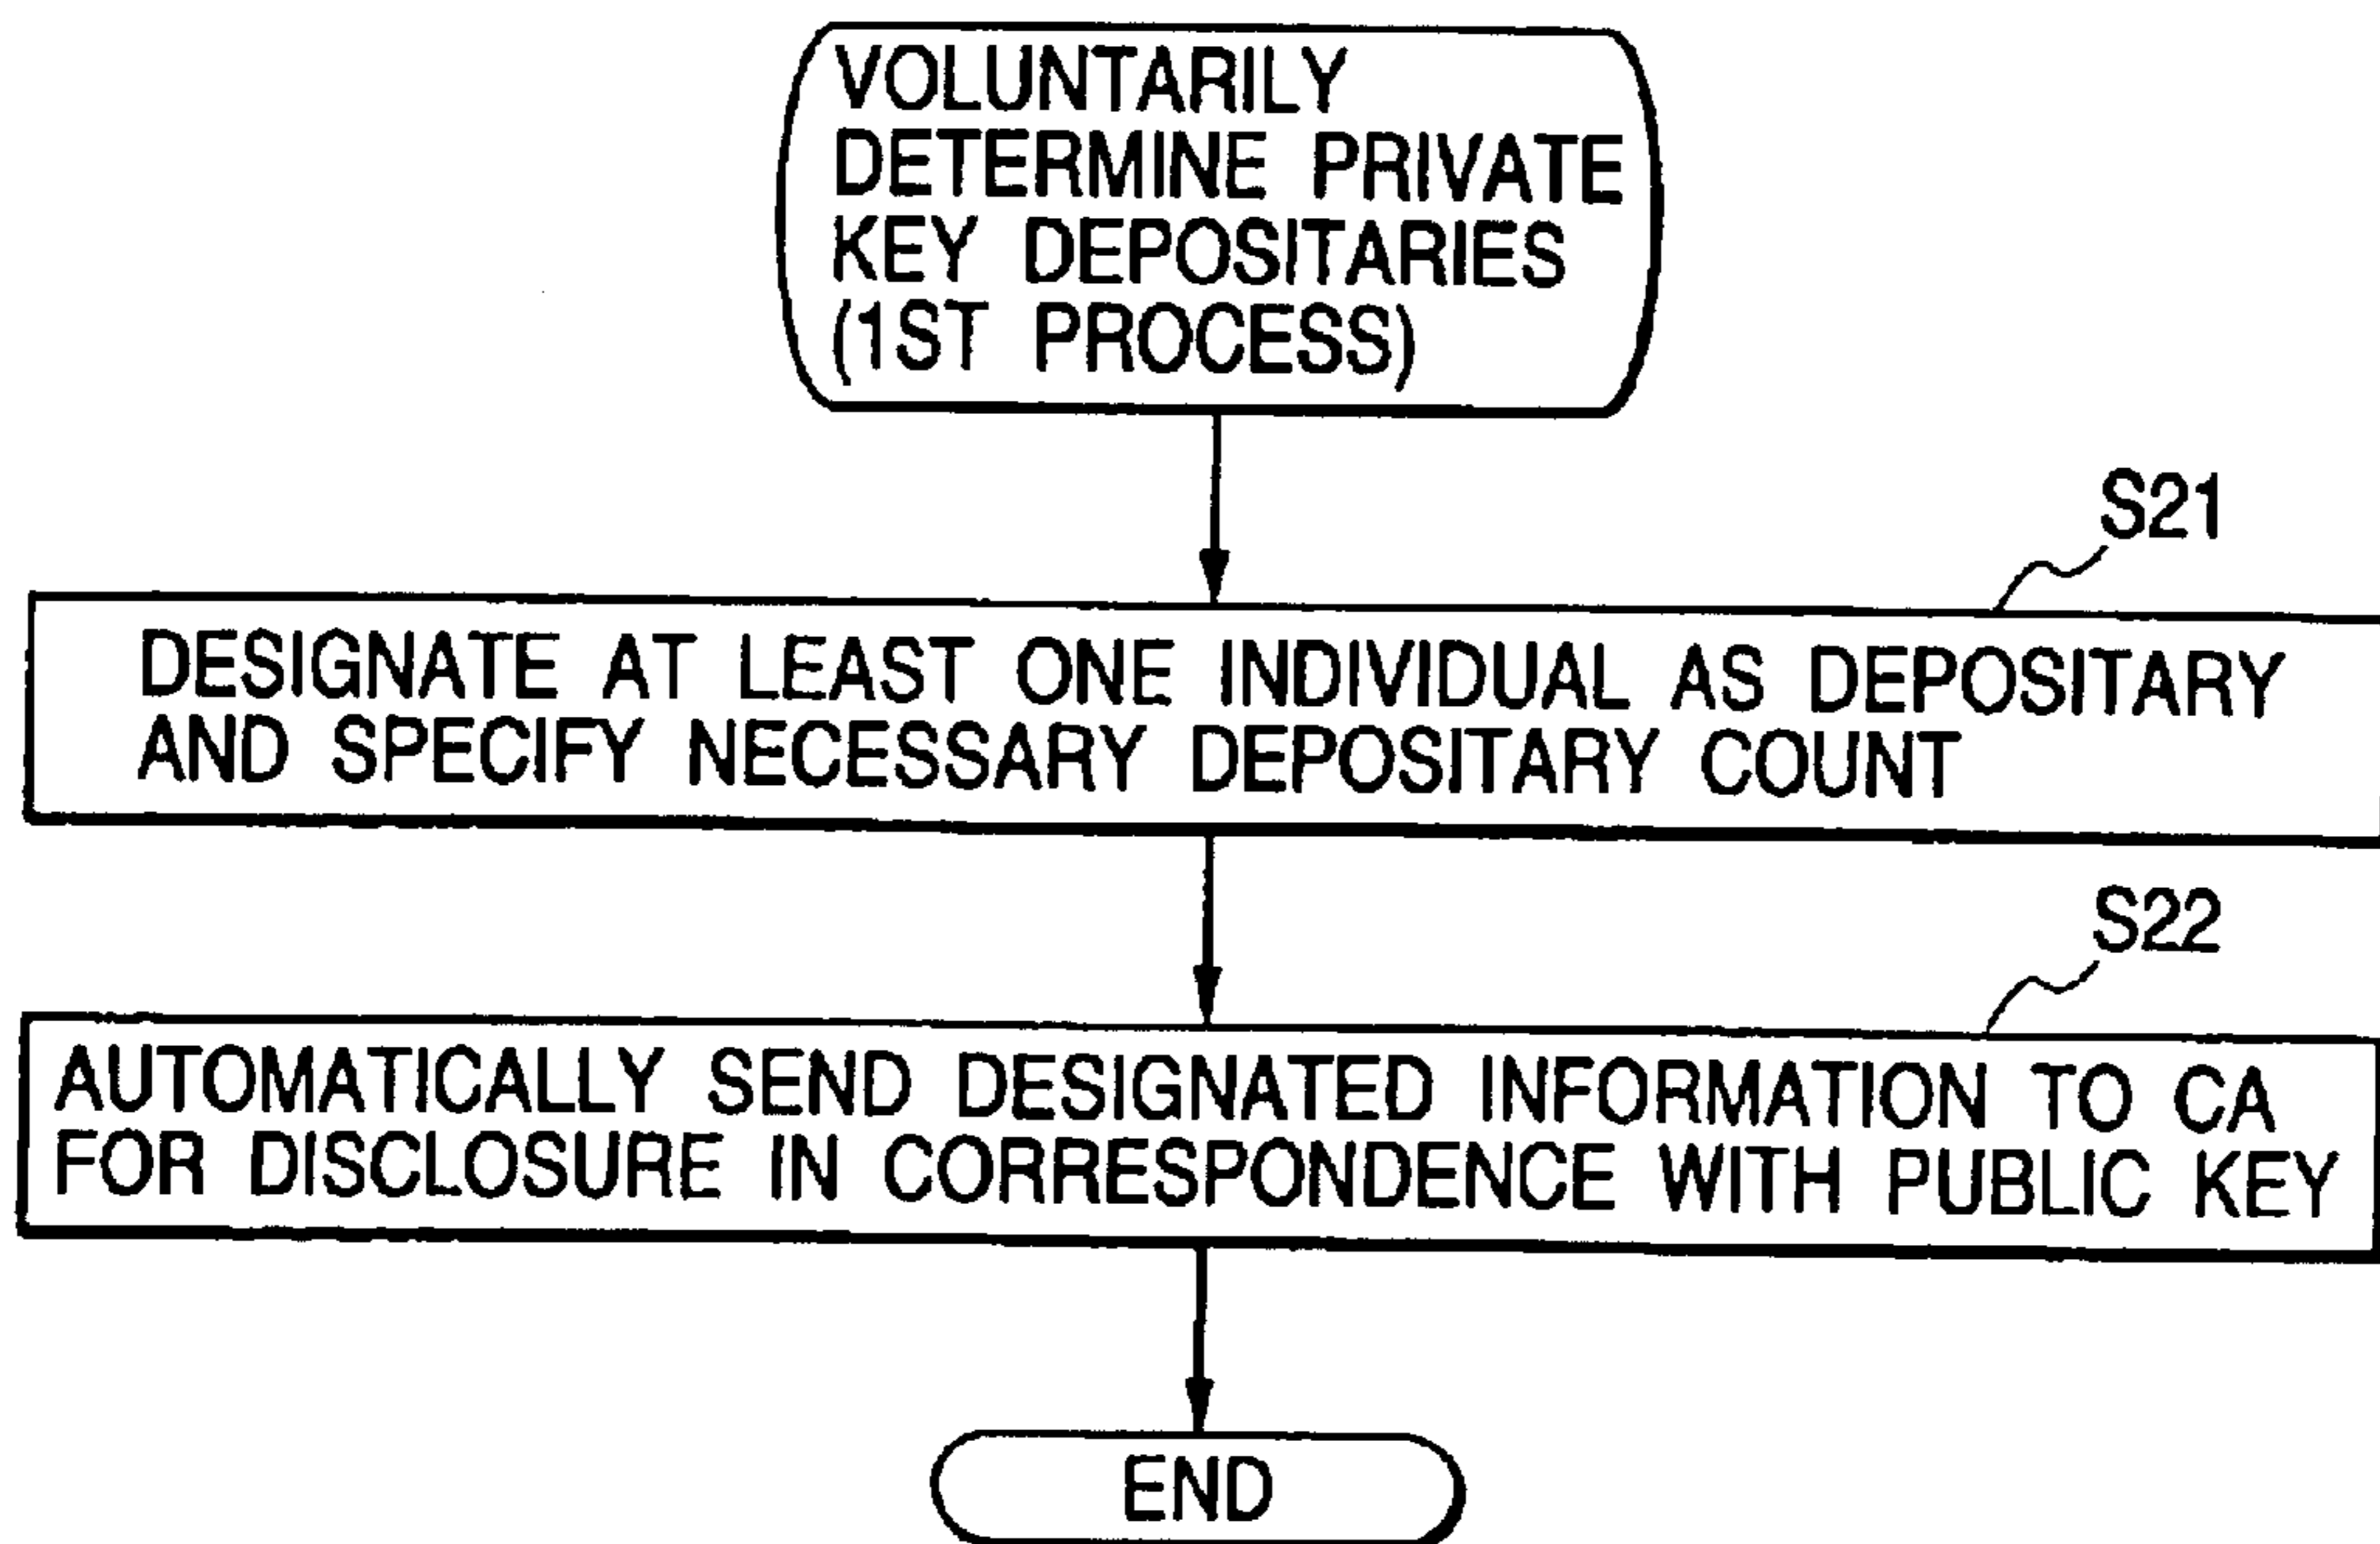 VOLUNTARILY
DETERMINE PRIVATE
KEY DEPOSITARIES
(1ST PROCESS)
S21
DESIGNATE AT LEAST ONE INDIVIDUAL AS DEPOSITARY
AND SPECIFY NECESSARY DEPOSITARY COUNT
S22
AUTOMATICALLY SEND DESIGNATED INFORMATION TO CA
FOR DISCLOSURE IN CORRESPONDENCE WITH PUBLIC KEY
END